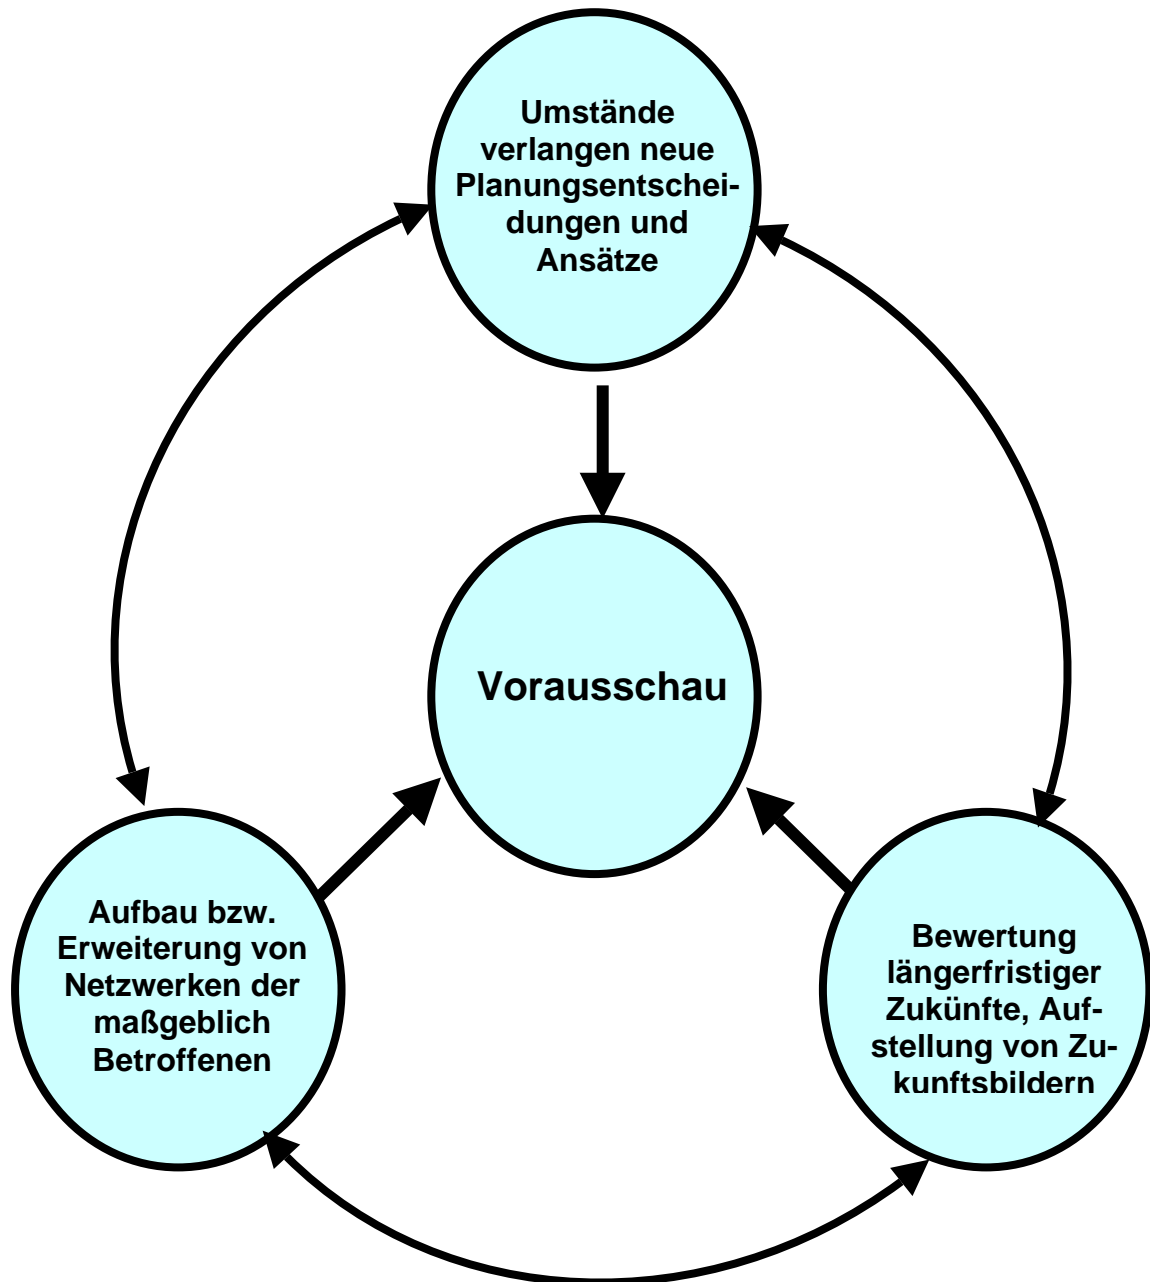 Umstände
verlangen neue
Planungsentschei-
dungen und
Ansätze
Vorausschau
Aufbau bzw.
Erweiterung von
Netzwerken der
maßgeblich
Betroffenen
Bewertung
längerfristiger
Zukünfte, Auf-
stellung von Zu-
kunftsbildern